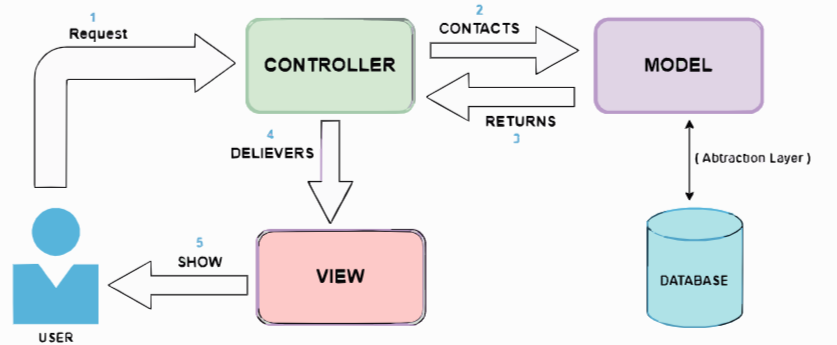 1
Request
CONTROLLER
2
CONTACTS
MODEL
RETURNS
3
4
DELIEVERS
( Abtraction Layer )
5
SHOW
VIEW
DATABASE
USER